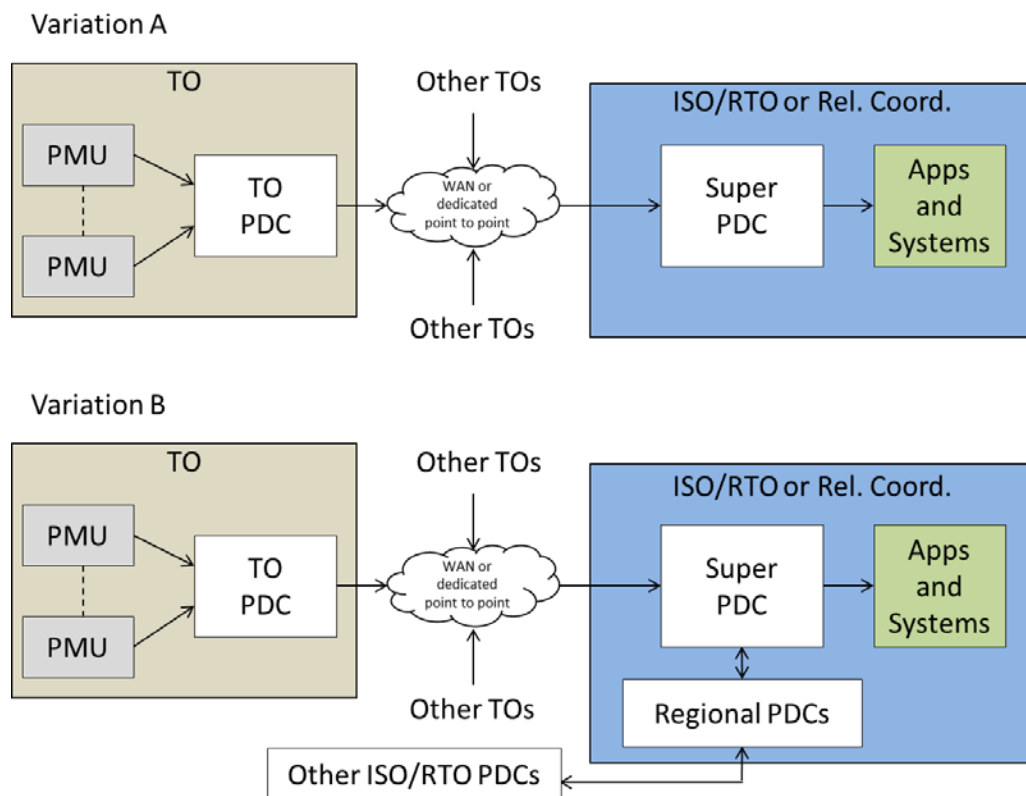 Variation A
TO
Other TOs
ISO/RTO or Rel. Coord.
PMU
PMU
TO
PDC
WAN or
dedicated
point to point
Super
PDC
Apps
and
Systems
Other TOs
Variation B
TO
Other TOs
ISO/RTO or Rel. Coord.
PMU
PMU
TO
PDC
WAN or
dedicated
point to point
Super
PDC
Apps
and
Systems
Other TOs
Regional PDCs
Other ISO/RTO PDCs